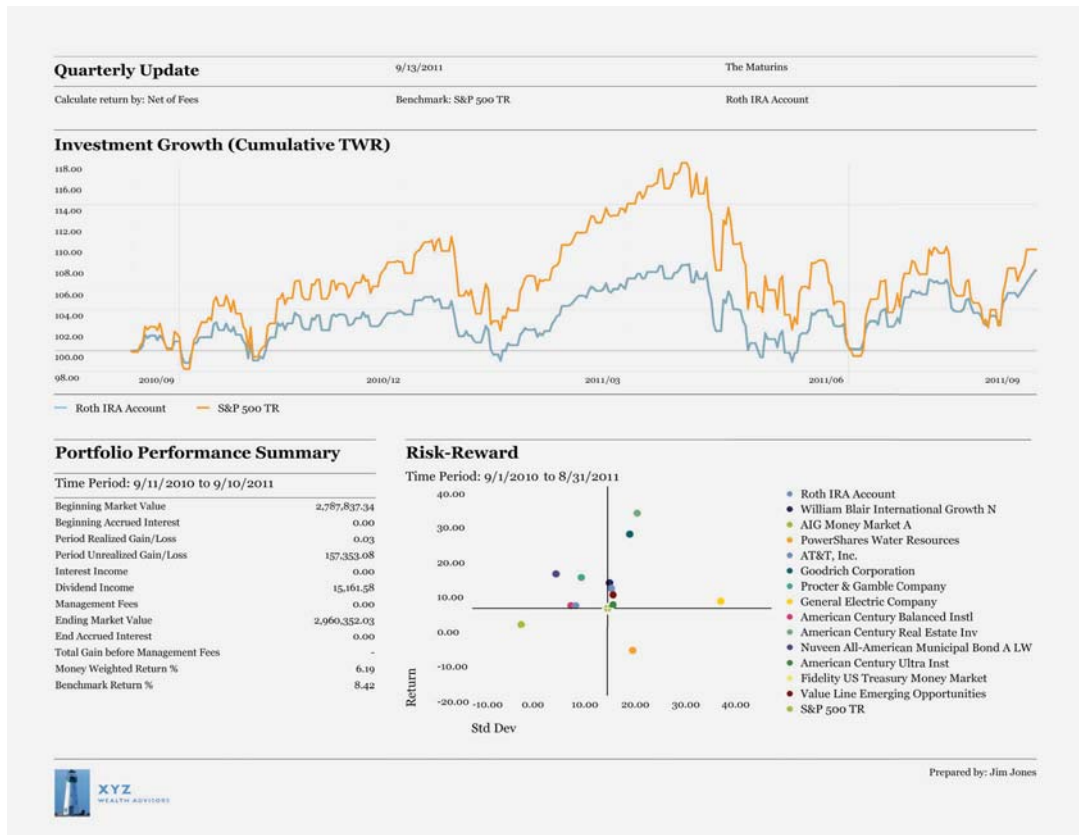 Quarterly Update 9/13/2011 The Maturins
Calculate return by: Net of Fees Benchmark: S&P 500 TR Roth IRA Account
Investment Growth (Cumulative TWR)
118.00
116.00
114.00
112.00
110.00
108.00
106.00
104.00
102.00
100.00
98.00
2010/09 2010/12 2011/03 2011/06 2011/09
Roth IRA Account S&P 500 TR
Portfolio Performance Summary
Time Period: 9/11/2010 to 9/10/2011
Beginning Market Value 2,787,837.34
Beginning Accrued Interest 0.00
Period Realized Gain/Loss 0.03
Period Unrealized Gain/Loss 157,353.08
Interest Income 0.00
Dividend Income 15,161.58
Management Fees 0.00
Ending Market Value 2,960,352.03
End Accrued Interest 0.00
Total Gain before Management Fees -
Money Weighted Return % 6.19
Benchmark Return % 8.42
Risk-Reward
Time Period: 9/1/2010 to 8/31/2011
40.00
30.00
20.00
10.00
0.00
-10.00
-20.00
Return
-10.00 0.00 10.00 20.00 30.00 40.00
Std Dev
Roth IRA Account
William Blair International Growth N
AIG Money Market A
PowerShares Water Resources
AT&T, Inc.
Goodrich Corporation
Procter & Gamble Company
General Electric Company
American Century Balanced Instl
American Century Real Estate Inv
Nuveen All-American Municipal Bond A LW
American Century Ultra Inst
Fidelity US Treasury Money Market
Value Line Emerging Opportunities
S&P 500 TR
XYZ
WEALTH ADVISORS
Prepared by: Jim Jones